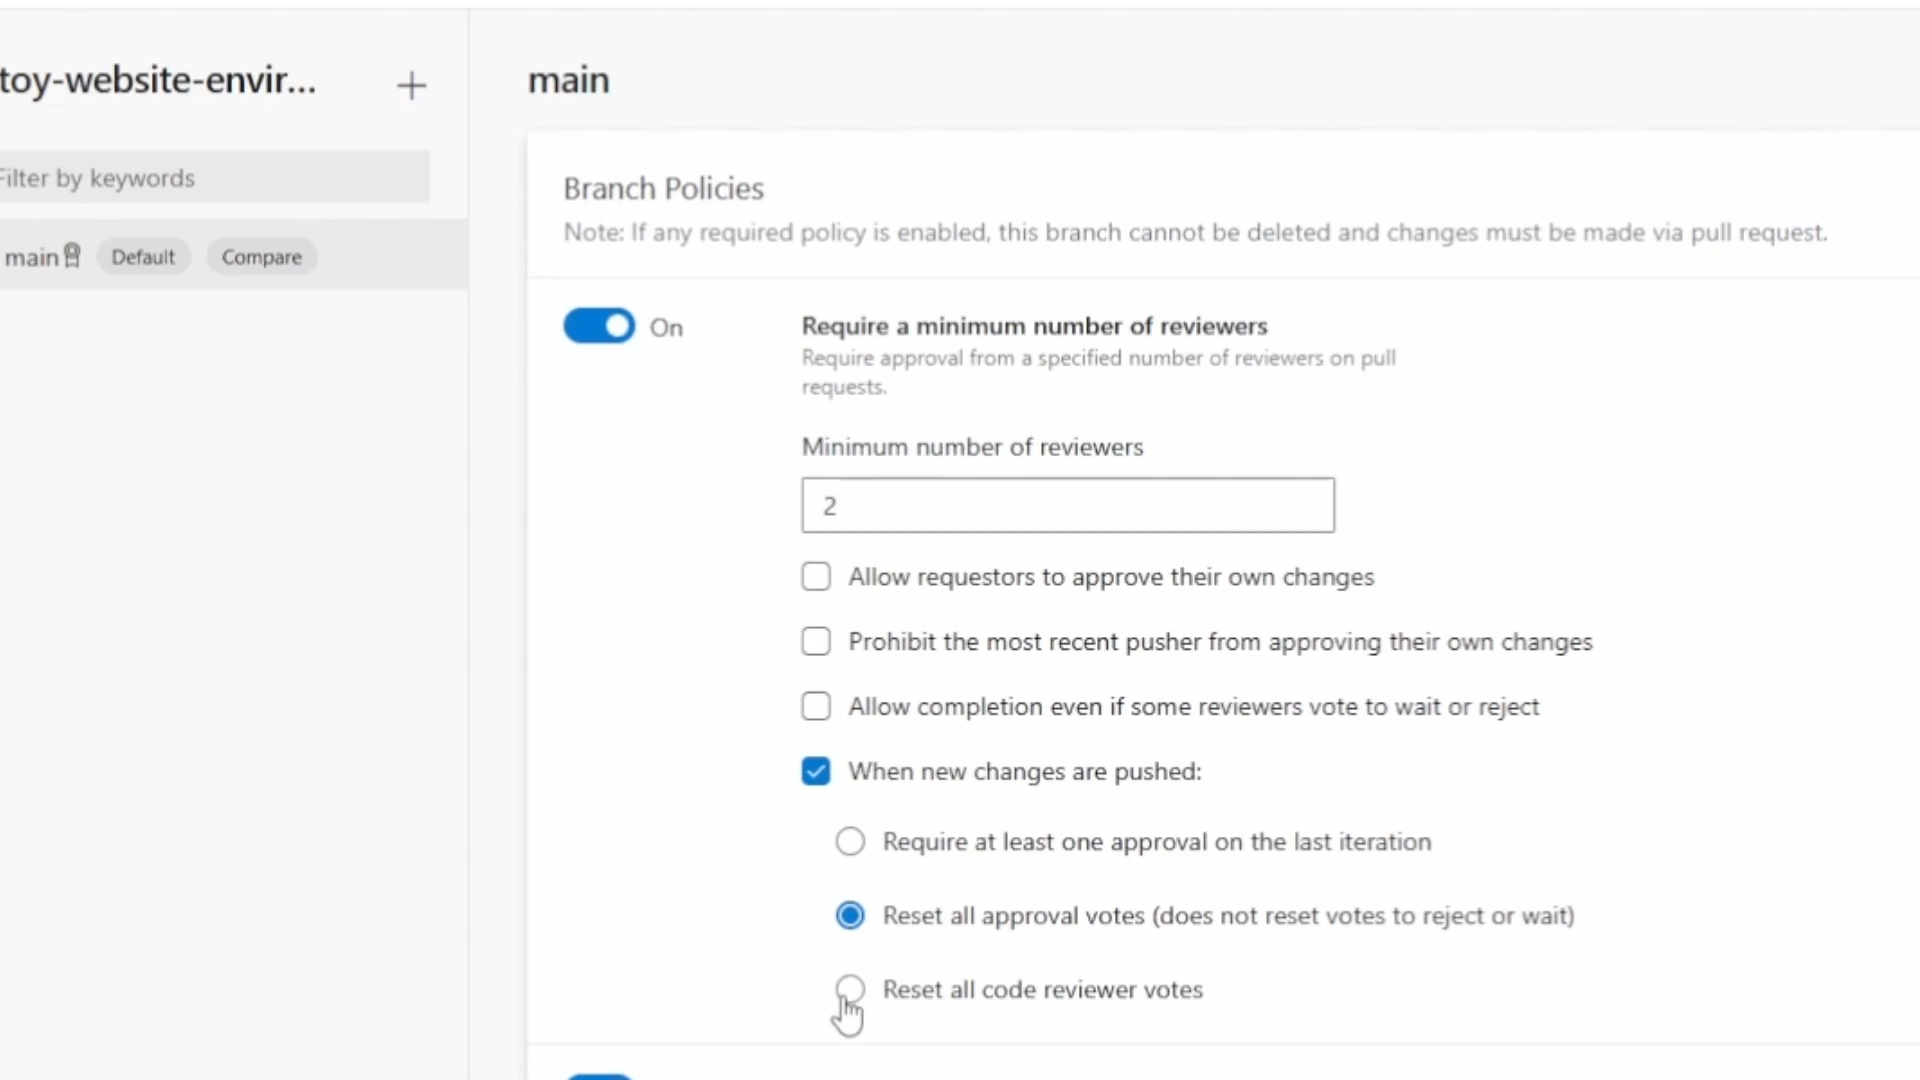 toy-website-envir...
main
Filter by keywords
Branch Policies
Note: If any required policy is enabled, this branch cannot be deleted and changes must be made via pull request.
main Default Compare
On
Require a minimum number of reviewers
Require approval from a specified number of reviewers on pull
requests.
Minimum number of reviewers
2
Allow requestors to approve their own changes
Prohibit the most recent pusher from approving their own changes
Allow completion even if some reviewers vote to wait or reject
When new changes are pushed:
Require at least one approval on the last iteration
Reset all approval votes (does not reset votes to reject or wait)
Reset all code reviewer votes